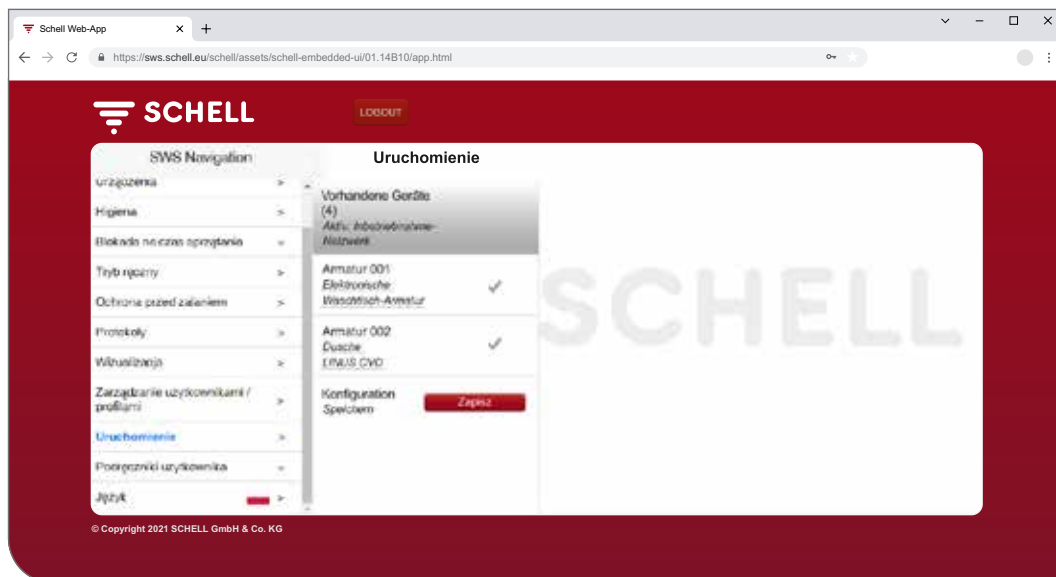 Schell Web-App
https://sws.schell.eu/schell/assets/schell-embedded-ui/01.14B10/app.html
SCHELL
LOGOUT
SWS Navigation
Uruchomienie
Urządzenia
Higiena
Blokada na czas sprzątania
Tryb ręczny
Ochrona przed zalaniem
Protokoły
Wizualizacja
Zarządzanie użytkownikami /
profilami
Uruchomienie
Podręczniki użytkownika
Język
Vorhandene Geräte
(4)
Aktiv. Inbetriebnahme-
Netzwerk
Armatur 001
Elektronische
Waschtisch-Armatur
Armatur 002
Dusche
LINUS CVD
Konfiguration
Speichern
Zapisz
SCHELL
© Copyright 2021 SCHELL GmbH & Co. KG